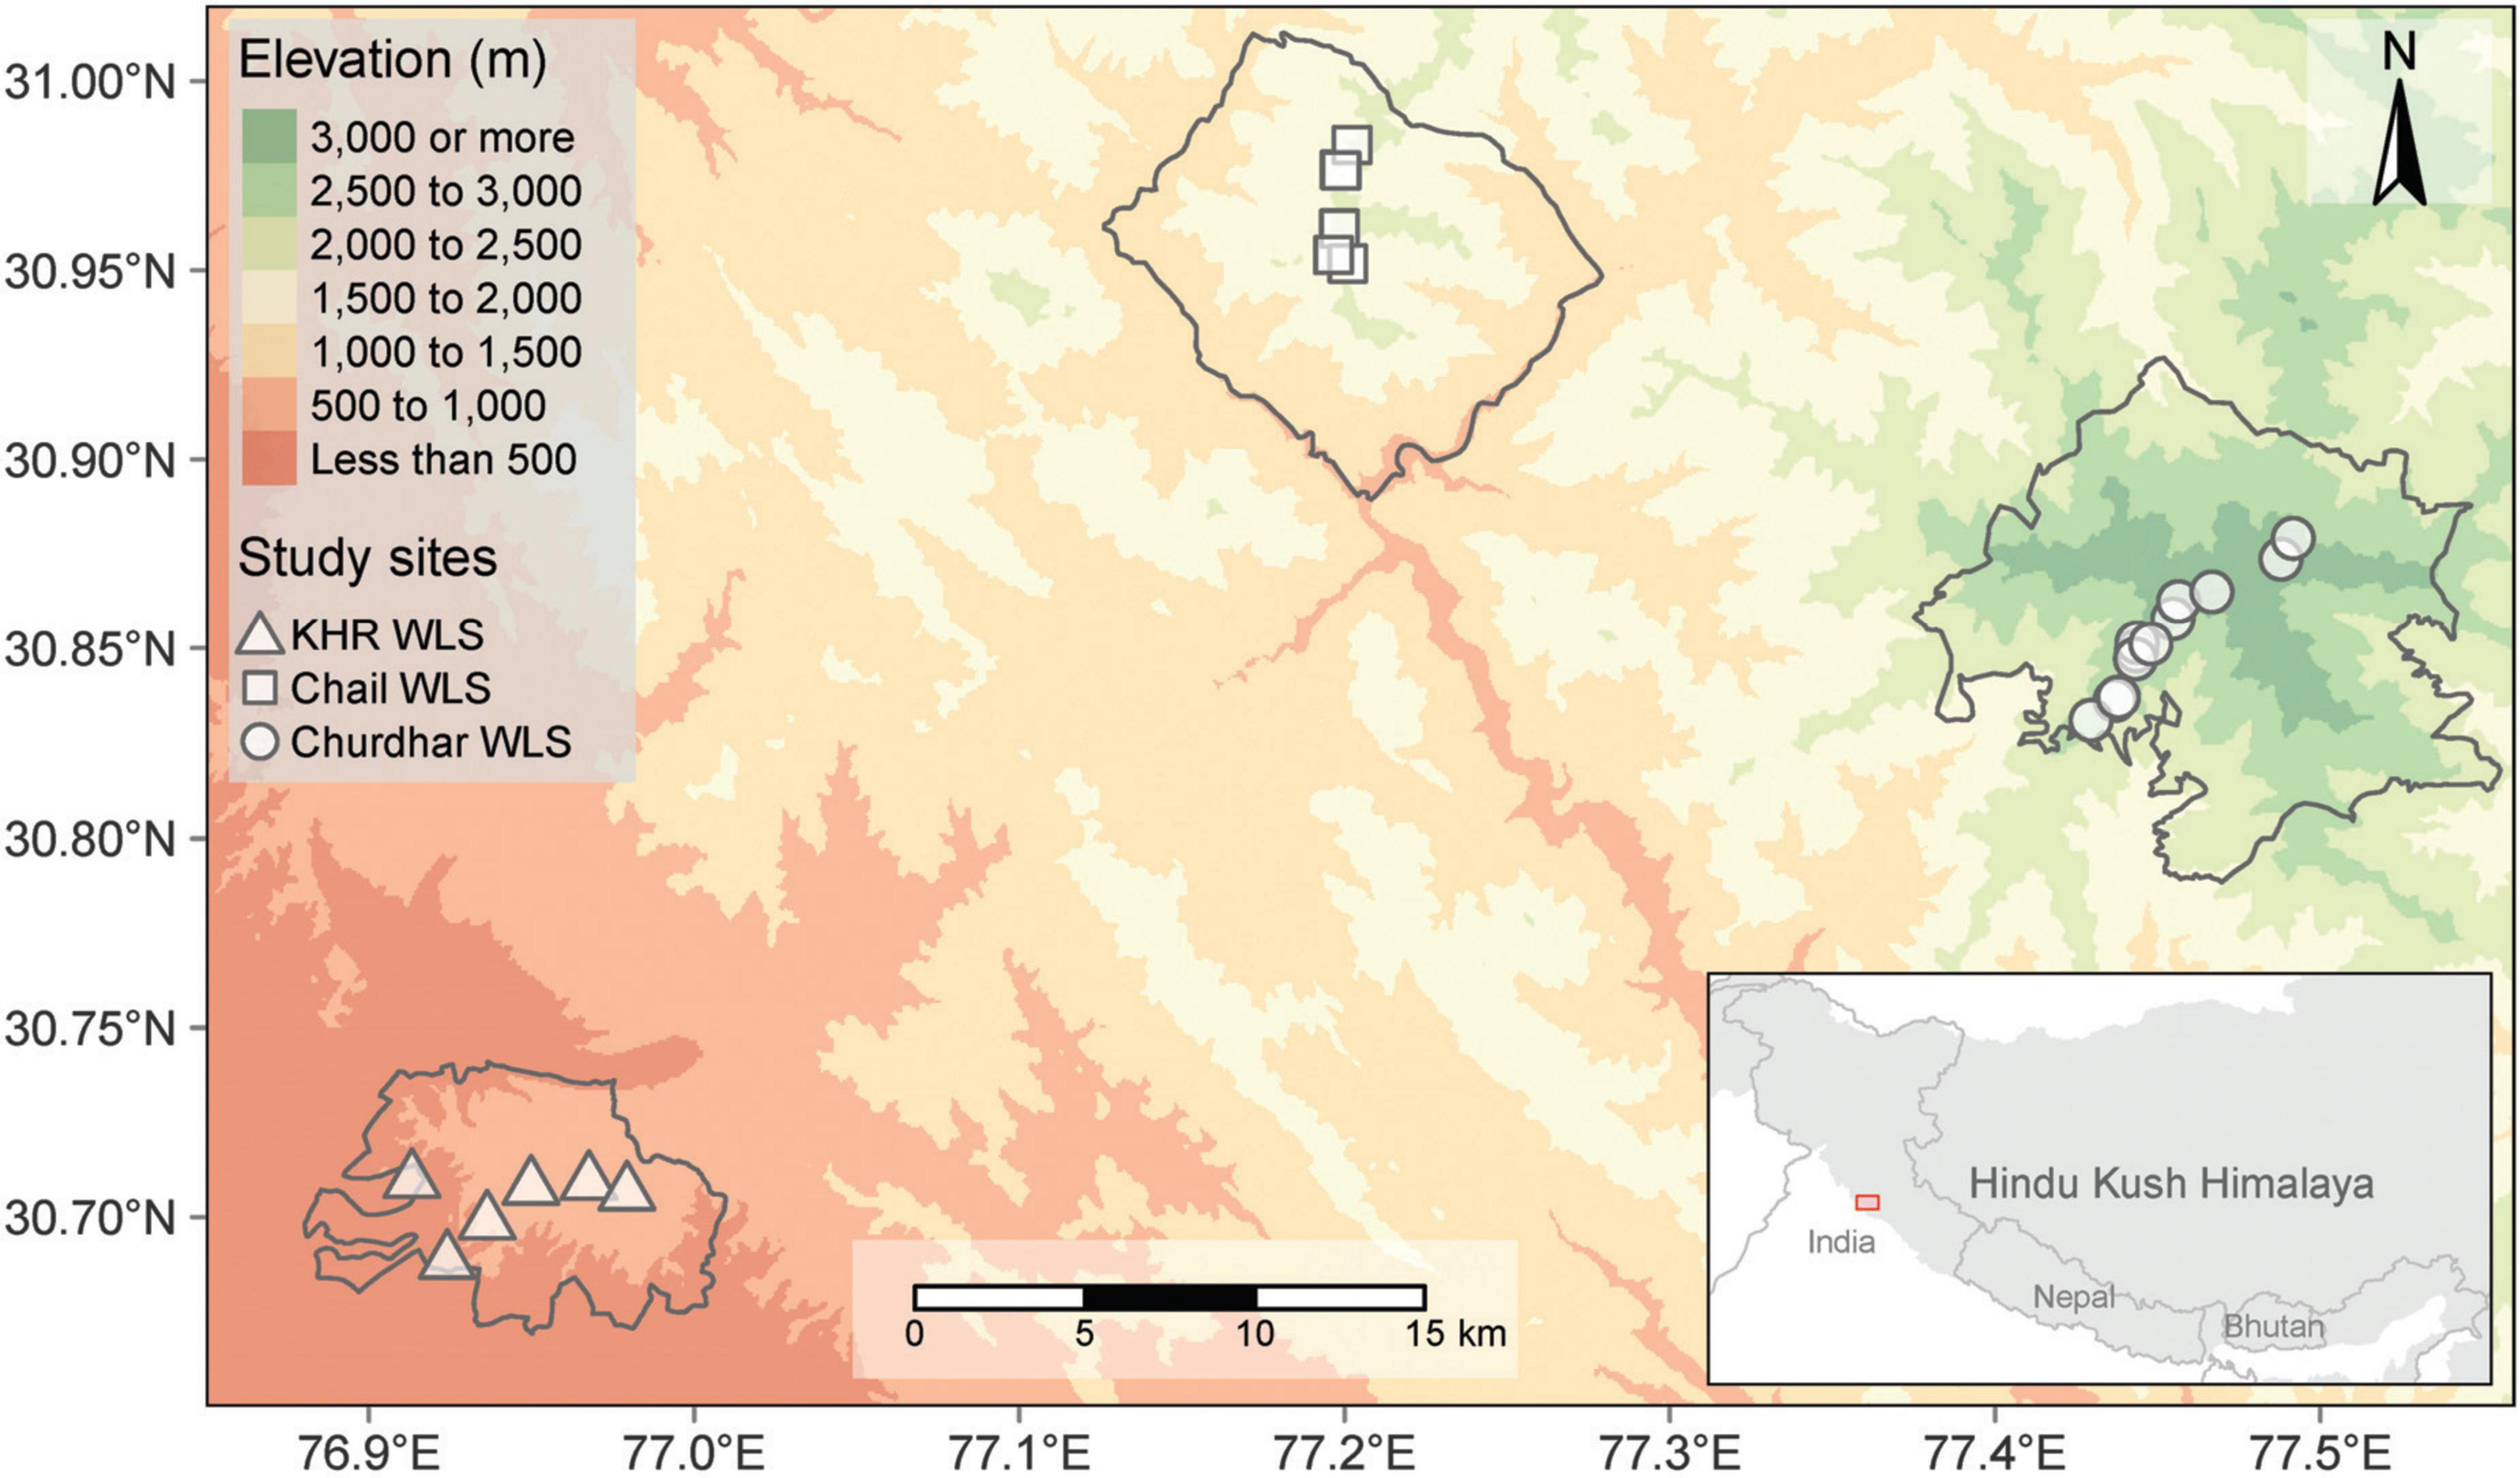 Elevation (m)
3,000 or more
2,500 to 3,000
2,000 to 2,500
1,500 to 2,000
1,000 to 1,500
500 to 1,000
Less than 500
Study sites
KHR WLS
Chail WLS
Churdhar WLS
N
31.00°N
30.95°N
30.90°N
30.85°N
30.80°N
30.75°N
30.70°N
0 5 10 15 km
Hindu Kush Himalaya
India
Nepal
Bhutan
76.9°E 77.0°E 77.1°E 77.2°E 77.3°E 77.4°E 77.5°E